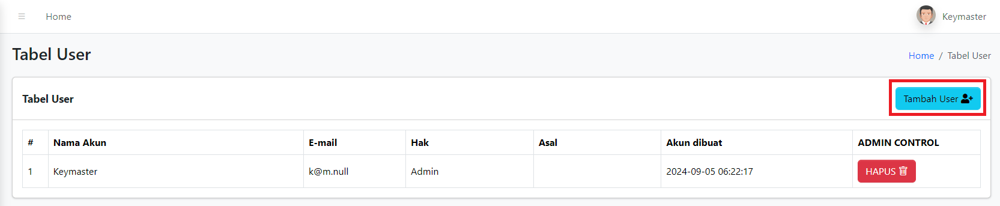 Home
Keymaster
Tabel User
Home / Tabel User
Tabel User
Tambah User
# Nama Akun E-mail Hak Asal Akun dibuat ADMIN CONTROL
1 Keymaster k@m.null Admin 2024-09-05 06:22:17 HAPUS